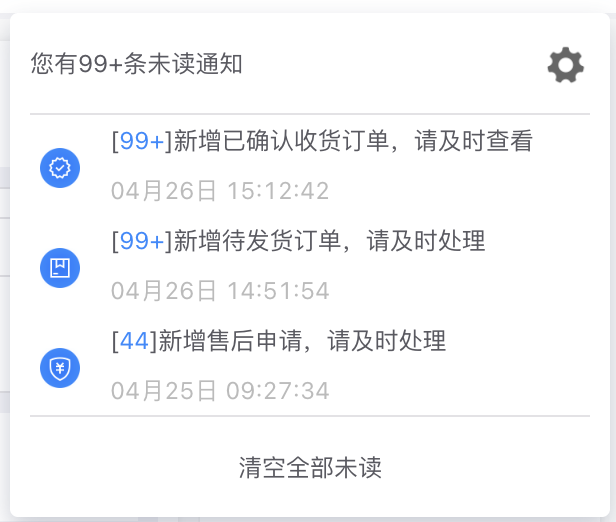 您有99+条未读通知
[99+]新增已确认收货订单，请及时查看
04月26日 15:12:42
[99+]新增待发货订单，请及时处理
04月26日 14:51:54
[44]新增售后申请，请及时处理
04月25日 09:27:34
清空全部未读